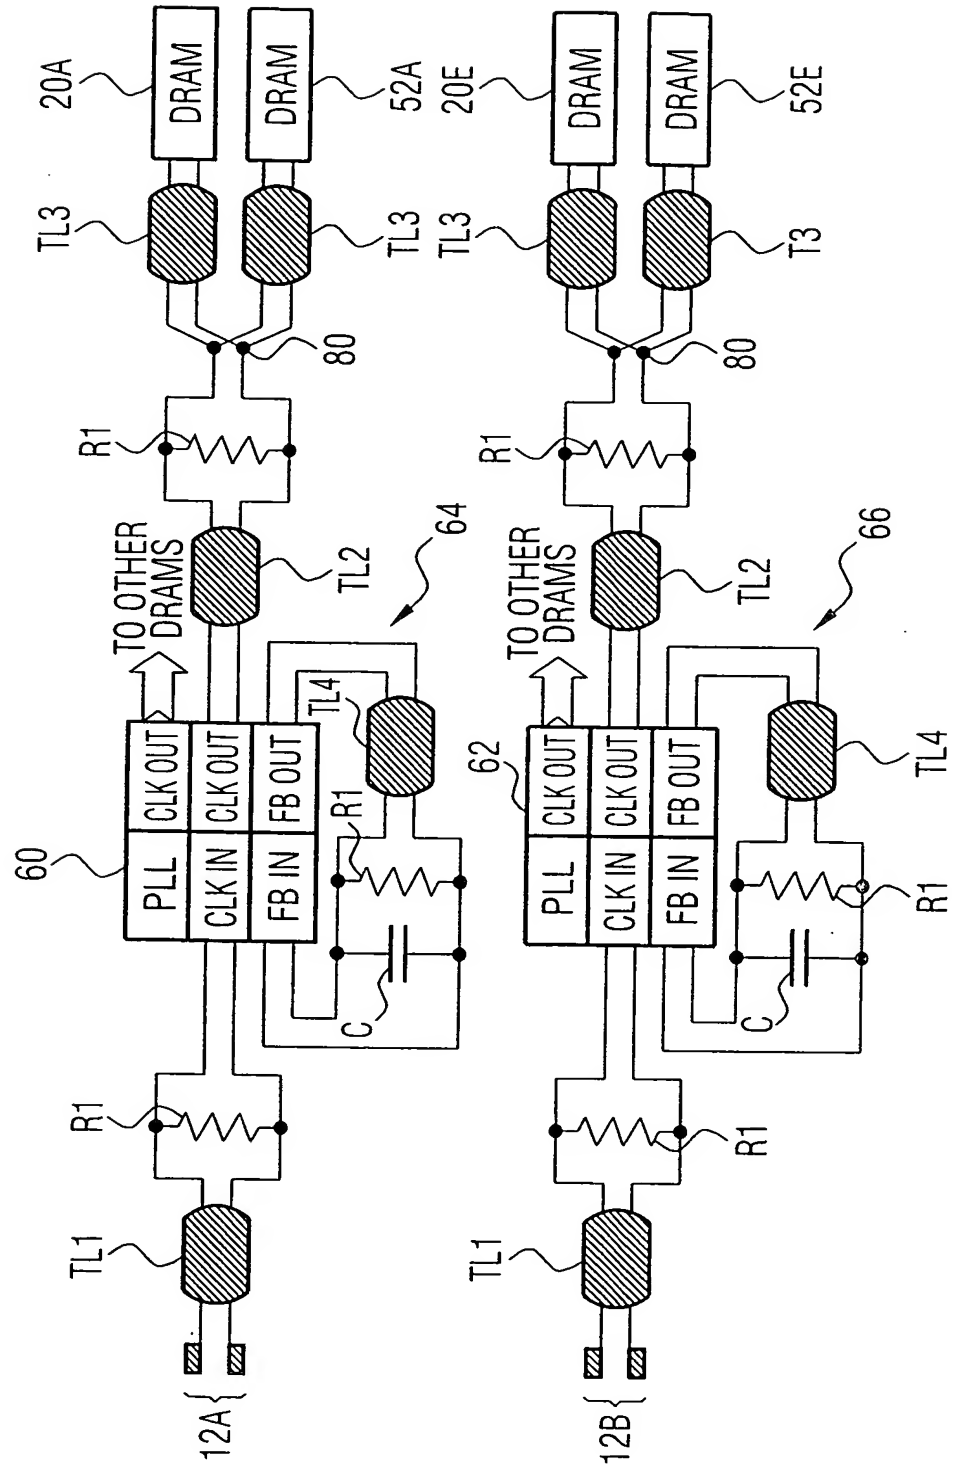 20A
DRAM
TL3
52A
DRAM
TL3
80
R1
TO OTHER
DRAMS
TL2
64
60
PLL
CLK OUT
CLK IN
CLK OUT
FB IN
FB OUT
TL4
R1
C
R1
TL1
12A
20E
DRAM
TL3
52E
DRAM
T3
80
R1
TO OTHER
DRAMS
TL2
66
62
PLL
CLK OUT
CLK IN
CLK OUT
FB IN
FB OUT
TL4
R1
C
R1
TL1
12B